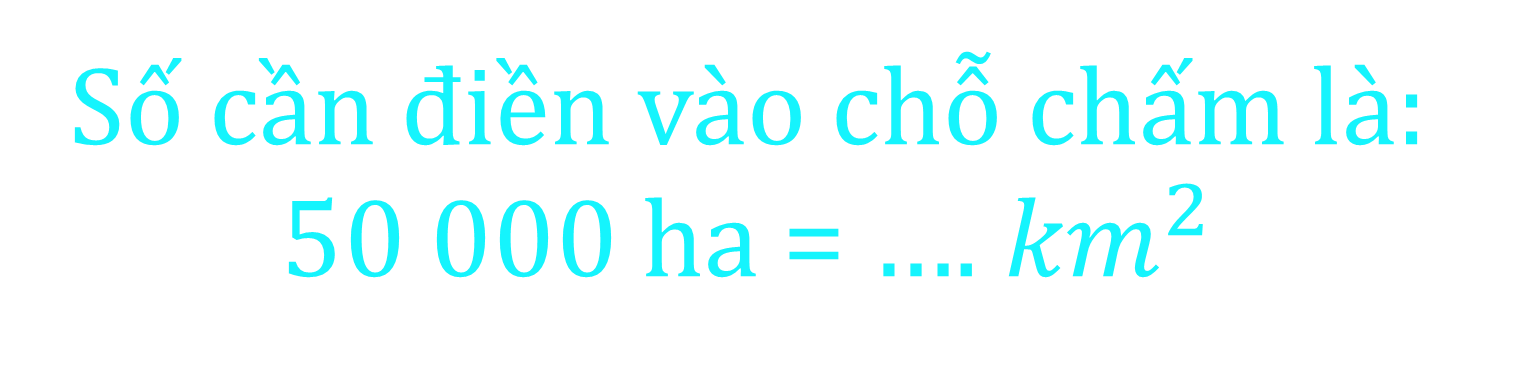 Số cần điền vào chỗ chấm là:
50 000 ha = .... km²